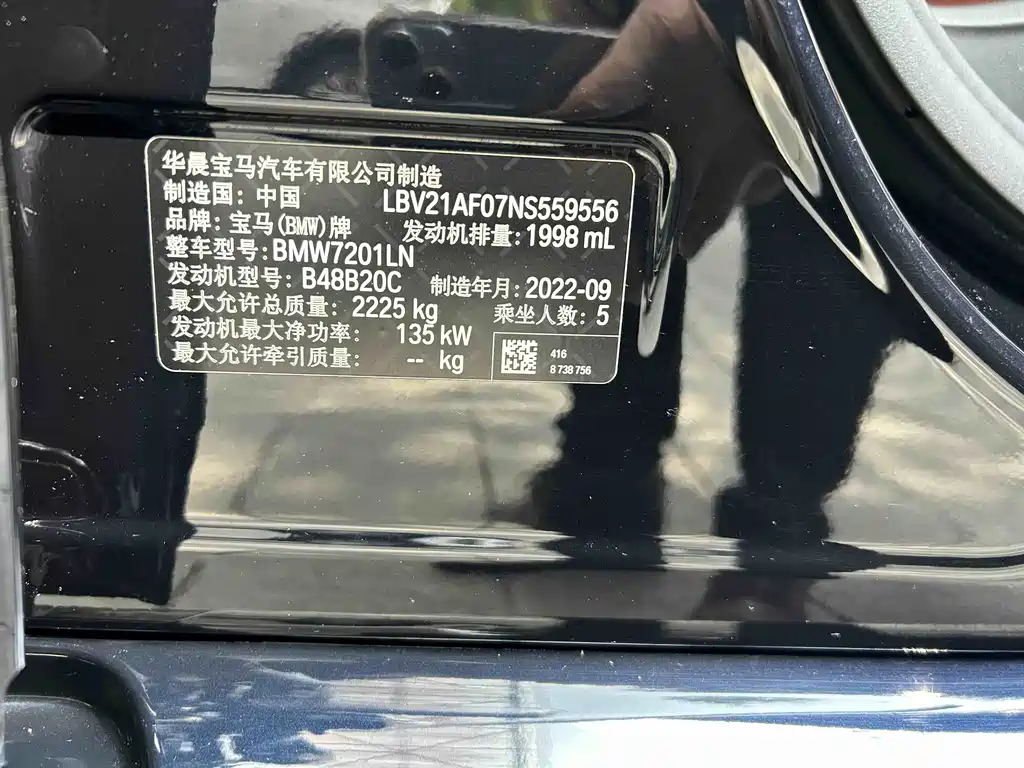 华晨宝马汽车有限公司制造
制造国：中国 LBV21AF07NS559556
品牌：宝马(BMW)牌 发动机排量：1998 mL
整车型号：BMW7201LN
发动机型号：B48B20C 制造年月：2022-09
最大允许总质量：2225 kg 乘坐人数：5
发动机最大净功率：135 kW
最大允许牵引质量：-- kg
416
8 738 756